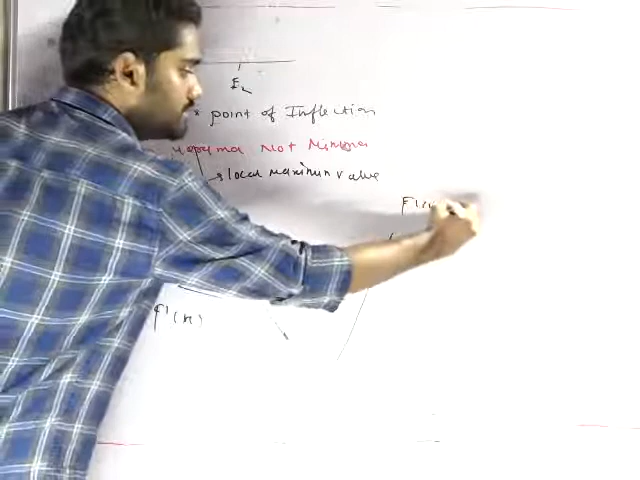 point of Inflection
Not Minima
→ local maximum value
f'(x)